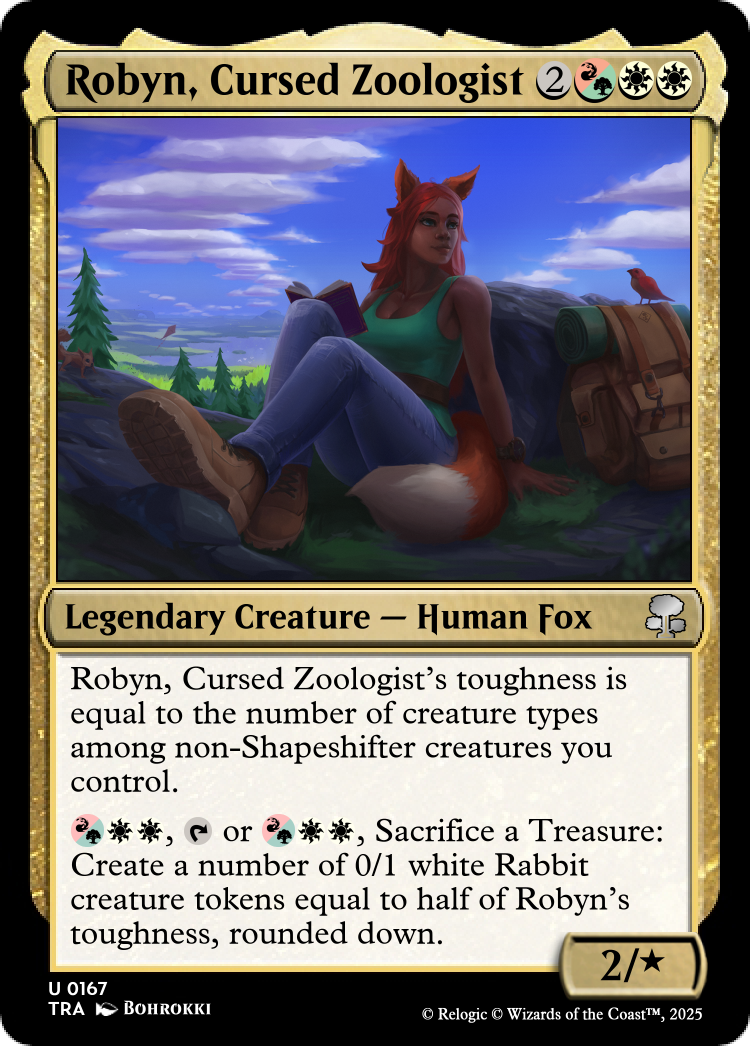 Robyn, Cursed Zoologist 2
Legendary Creature — Human Fox
Robyn, Cursed Zoologist's toughness is
equal to the number of creature types
among non-Shapeshifter creatures you
control.
, or , Sacrifice a Treasure:
Create a number of 0/1 white Rabbit
creature tokens equal to half of Robyn's
toughness, rounded down.
2/★
U 0167
TRA Bohrokki
© Relogic © Wizards of the Coast™, 2025